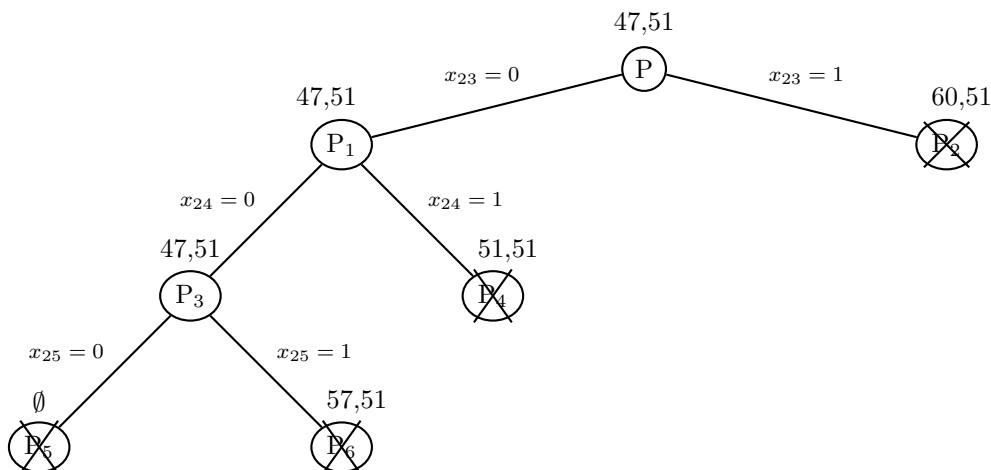 47,51
P
x₂₃ = 0
x₂₃ = 1
47,51
60,51
P₁
P₂
x₂₄ = 0
x₂₄ = 1
47,51
51,51
P₃
P₄
x₂₅ = 0
x₂₅ = 1
∅
57,51
P₅
P₆